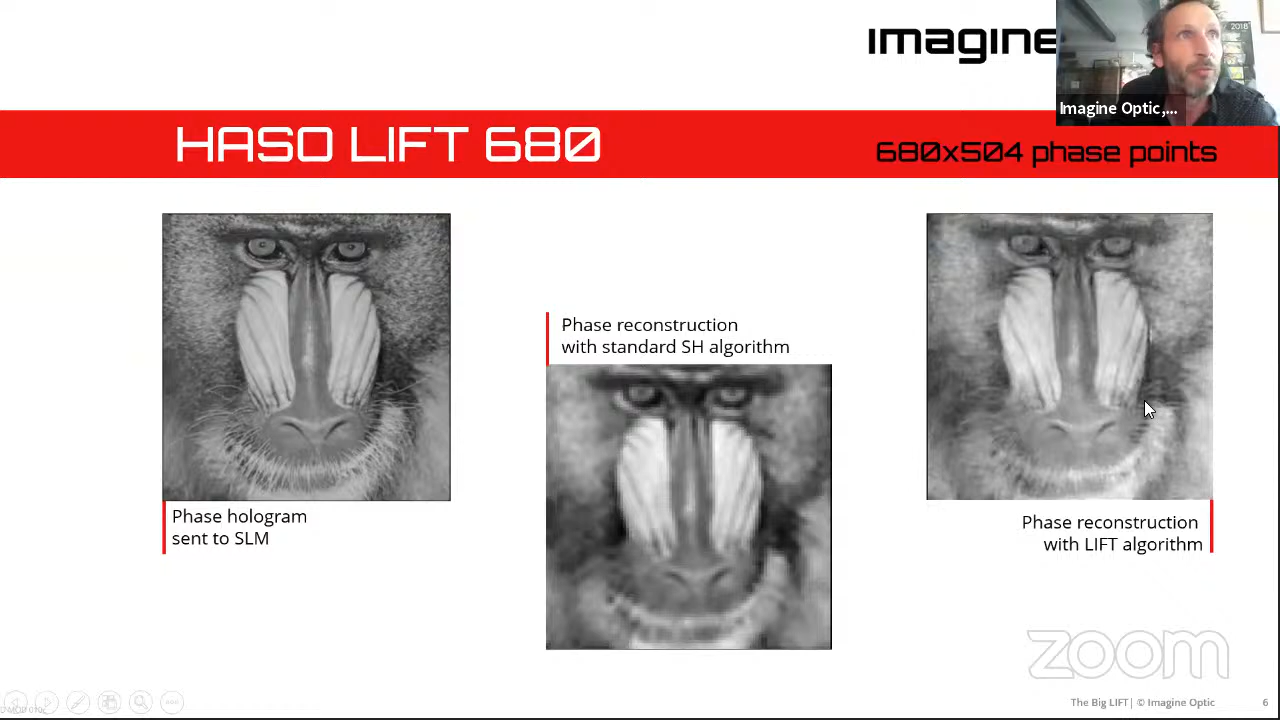 Imagine
Imagine Optic,...
HASO LIFT 680
680x504 phase points
2018
Phase reconstruction
with standard SH algorithm
Phase hologram
sent to SLM
Phase reconstruction
with LIFT algorithm
zoom
The Big LIFT| © Imagine Optic 6